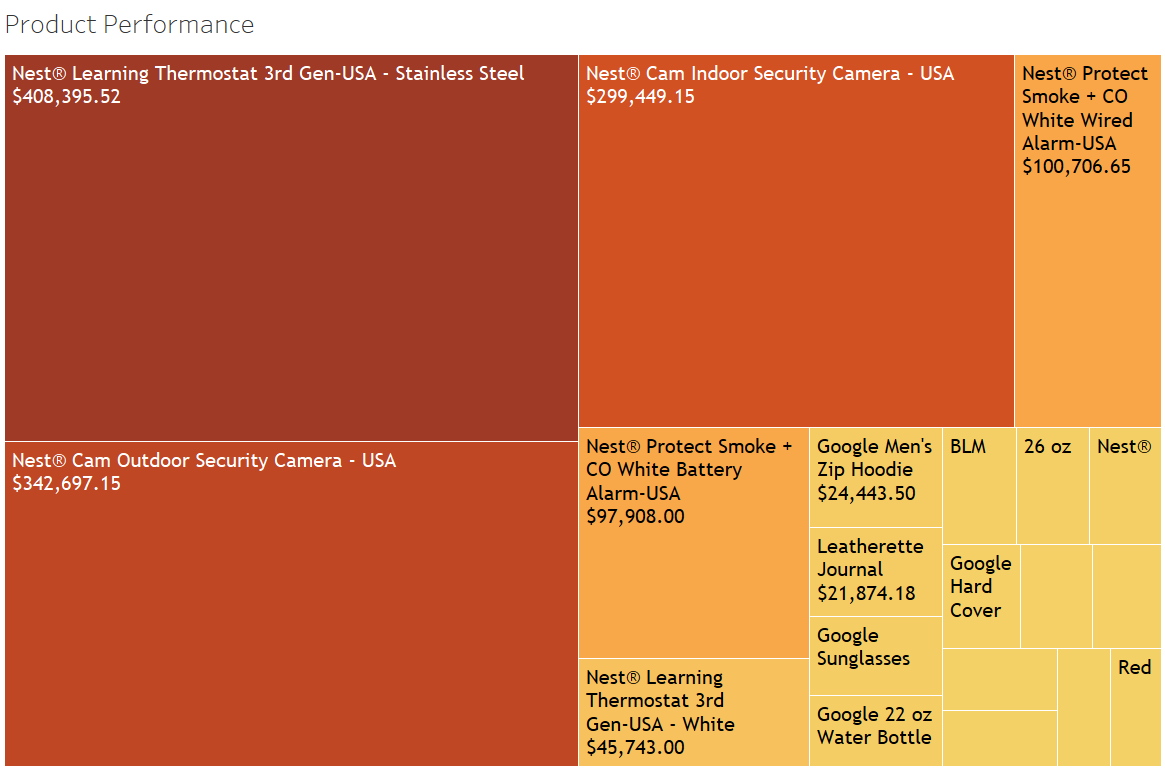 Product Performance
Nest® Learning Thermostat 3rd Gen-USA - Stainless Steel
$408,395.52
Nest® Cam Outdoor Security Camera - USA
$342,697.15
Nest® Cam Indoor Security Camera - USA
$299,449.15
Nest® Protect
Smoke + CO
White Wired
Alarm-USA
$100,706.65
Nest® Protect Smoke +
CO White Battery
Alarm-USA
$97,908.00
Nest® Learning
Thermostat 3rd
Gen-USA - White
$45,743.00
Google Men's
Zip Hoodie
$24,443.50
Leatherette
Journal
$21,874.18
Google
Sunglasses
Google 22 oz
Water Bottle
BLM
26 oz
Nest®
Google
Hard
Cover
Red